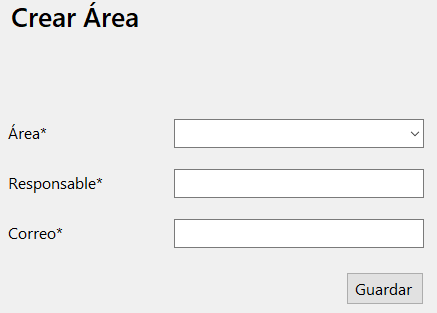 Crear Área
Área*
Responsable*
Correo*
Guardar